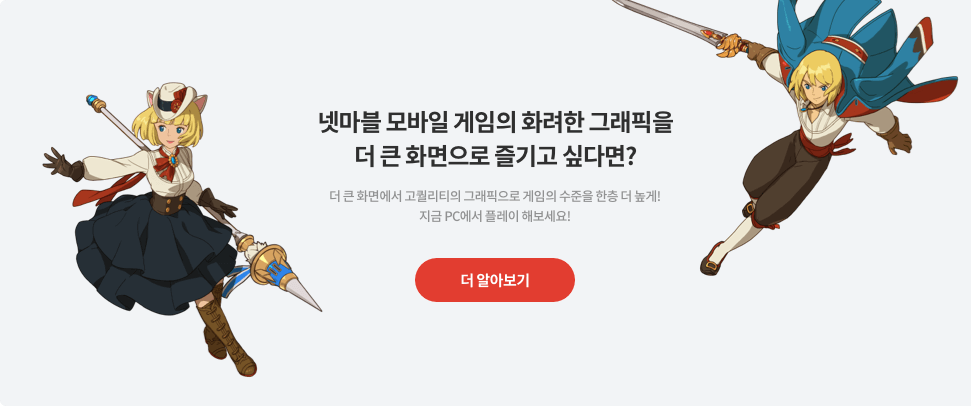 넷마블 모바일 게임의 화려한 그래픽을
더 큰 화면으로 즐기고 싶다면?
더 큰 화면에서 고퀄리티의 그래픽으로 게임의 수준을 한층 더 높게!
지금 PC에서 플레이 해보세요!
더 알아보기